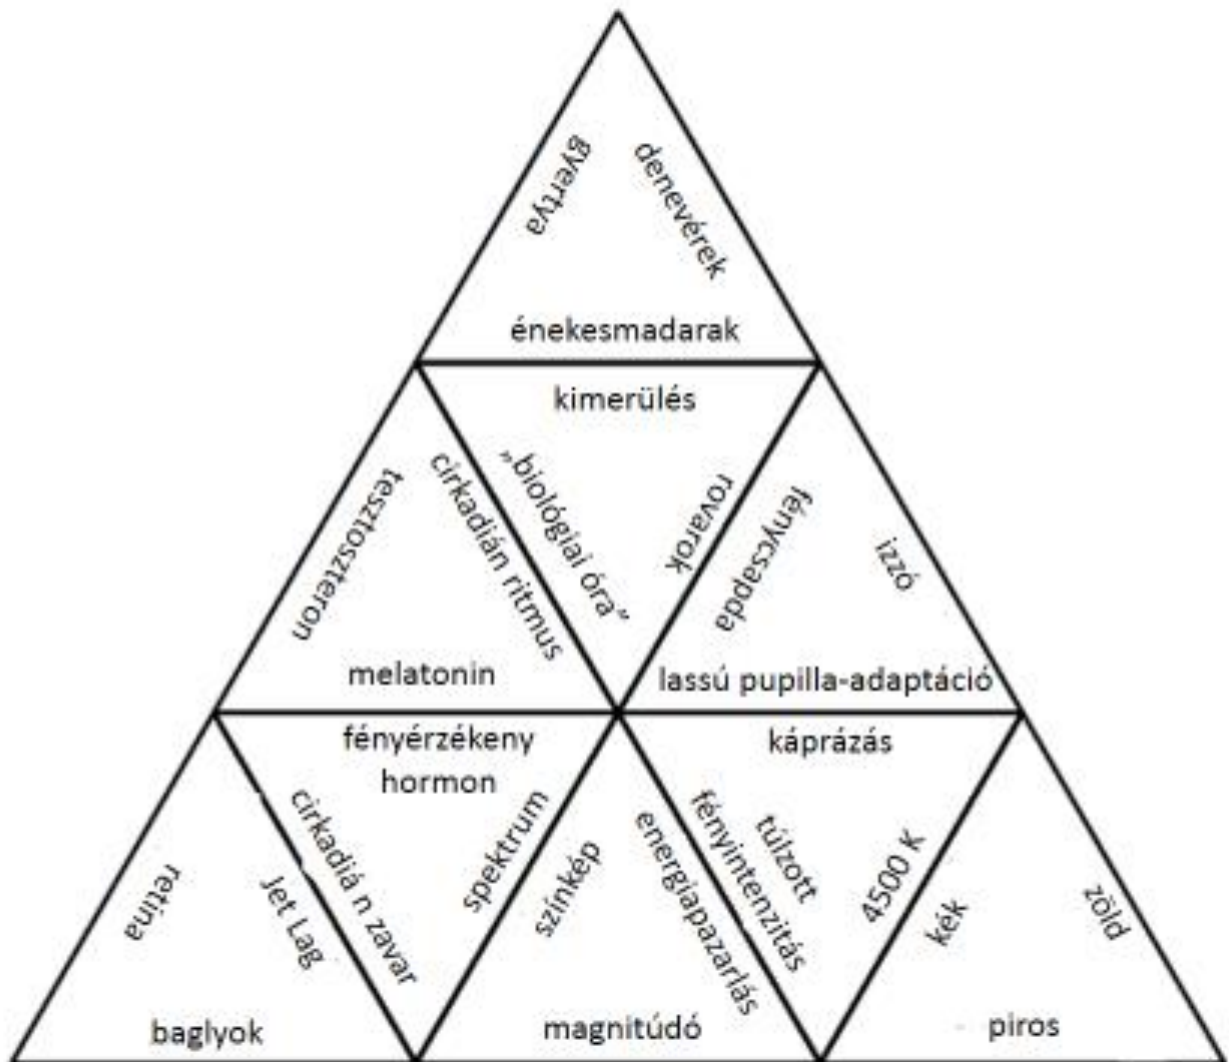 gyertya
denevérek
énekesmadarak
kimerülés
tesztoszteron
cirkadián ritmus
„biológiai óra”
rovarok
fénycsapda
izzó
melatonin
lassú pupilla-adaptáció
fényérzékeny
hormon
káprázás
retina
Jet Lag
cirkadiá n zavar
spektrum
színkép
energiapazarlás
túlzott
fényintenzitás
4500 K
kék
zöld
baglyok
magnitúdó
piros